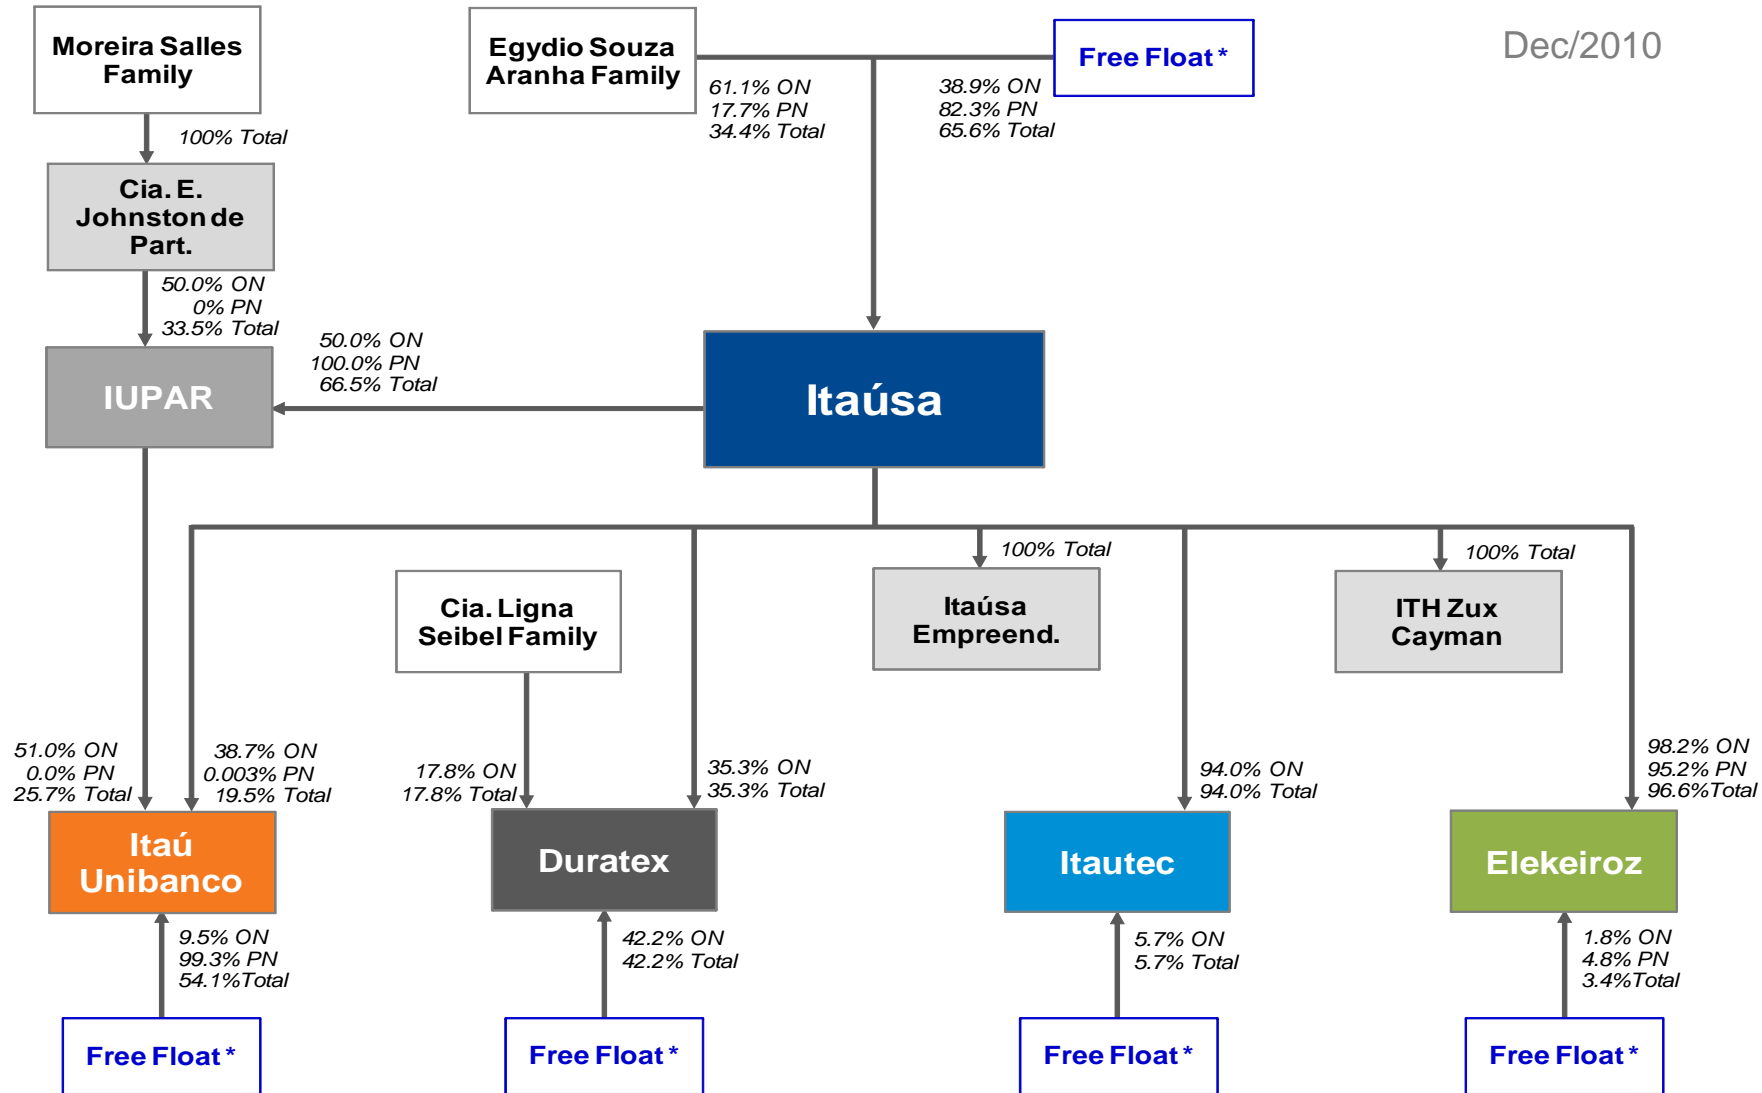 Moreira Salles
Family
Egydio Souza
Aranha Family
Free Float *
Dec/2010
61.1% ON
17.7% PN
34.4% Total
38.9% ON
82.3% PN
65.6% Total
100% Total
Cia. E.
Johnston de
Part.
50.0% ON
0% PN
33.5% Total
50.0% ON
100.0% PN
66.5% Total
IUPAR
Itaúsa
100% Total
100% Total
Cia. Ligna
Seibel Family
Itaúsa
Empreend.
ITH Zux
Cayman
51.0% ON
0.0% PN
25.7% Total
38.7% ON
0.003% PN
19.5% Total
17.8% ON
17.8% Total
35.3% ON
35.3% Total
94.0% ON
94.0% Total
98.2% ON
95.2% PN
96.6%Total
Itaú
Unibanco
Duratex
Itautec
Elekeiroz
9.5% ON
99.3% PN
54.1%Total
42.2% ON
42.2% Total
5.7% ON
5.7% Total
1.8% ON
4.8% PN
3.4%Total
Free Float *
Free Float *
Free Float *
Free Float *